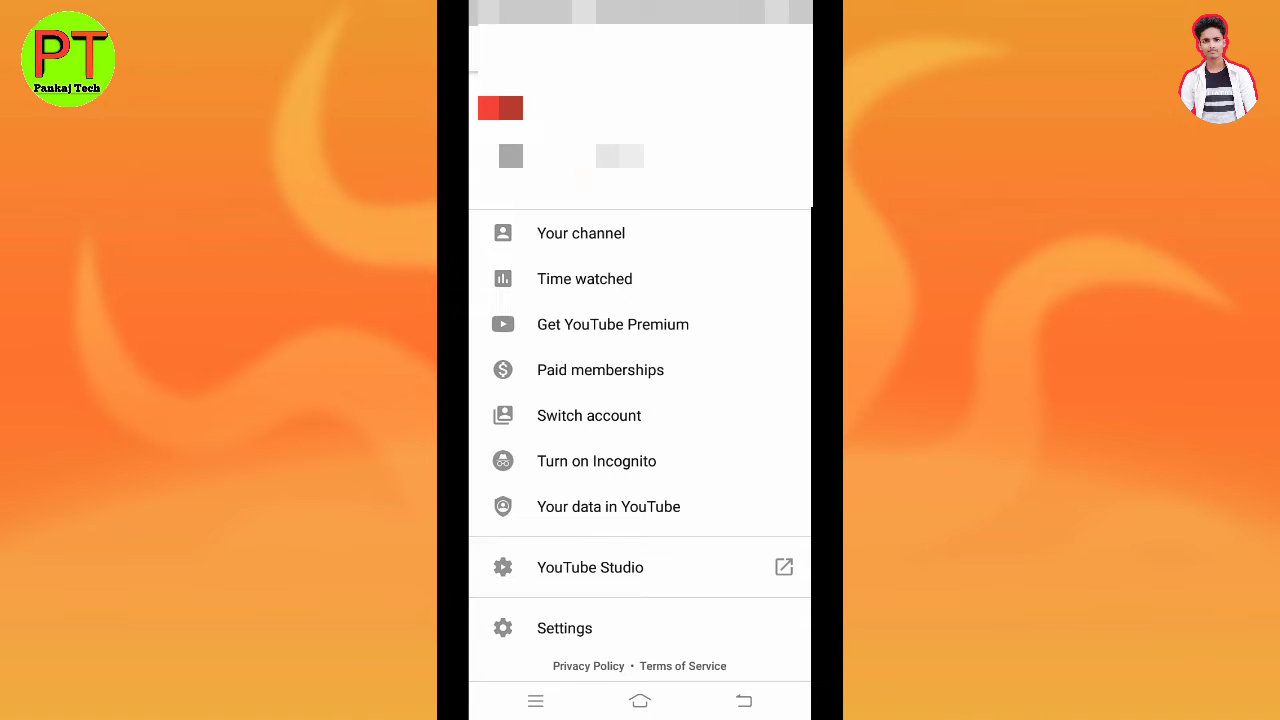 PT
Pankaj Tech
Your channel
Time watched
Get YouTube Premium
Paid memberships
Switch account
Turn on Incognito
Your data in YouTube
YouTube Studio
Settings
Privacy Policy • Terms of Service